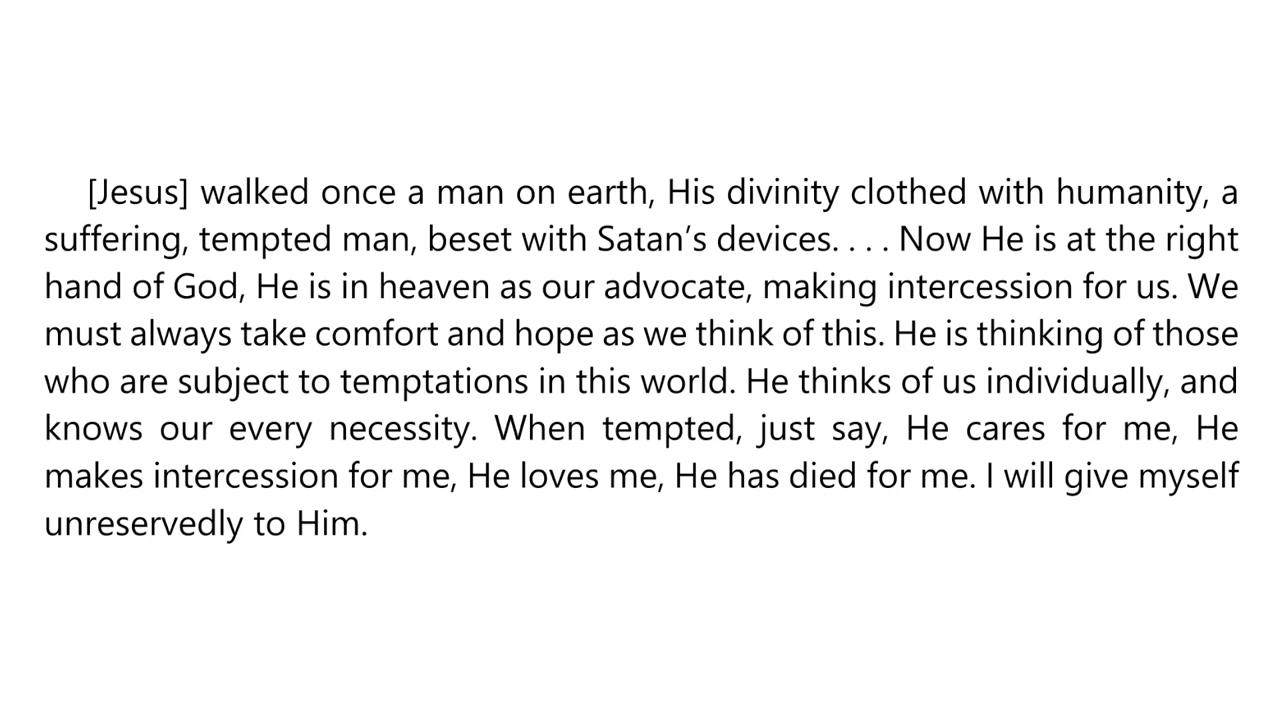 [Jesus] walked once a man on earth, His divinity clothed with humanity, a
suffering, tempted man, beset with Satan’s devices. . . . Now He is at the right
hand of God, He is in heaven as our advocate, making intercession for us. We
must always take comfort and hope as we think of this. He is thinking of those
who are subject to temptations in this world. He thinks of us individually, and
knows our every necessity. When tempted, just say, He cares for me, He
makes intercession for me, He loves me, He has died for me. I will give myself
unreservedly to Him.